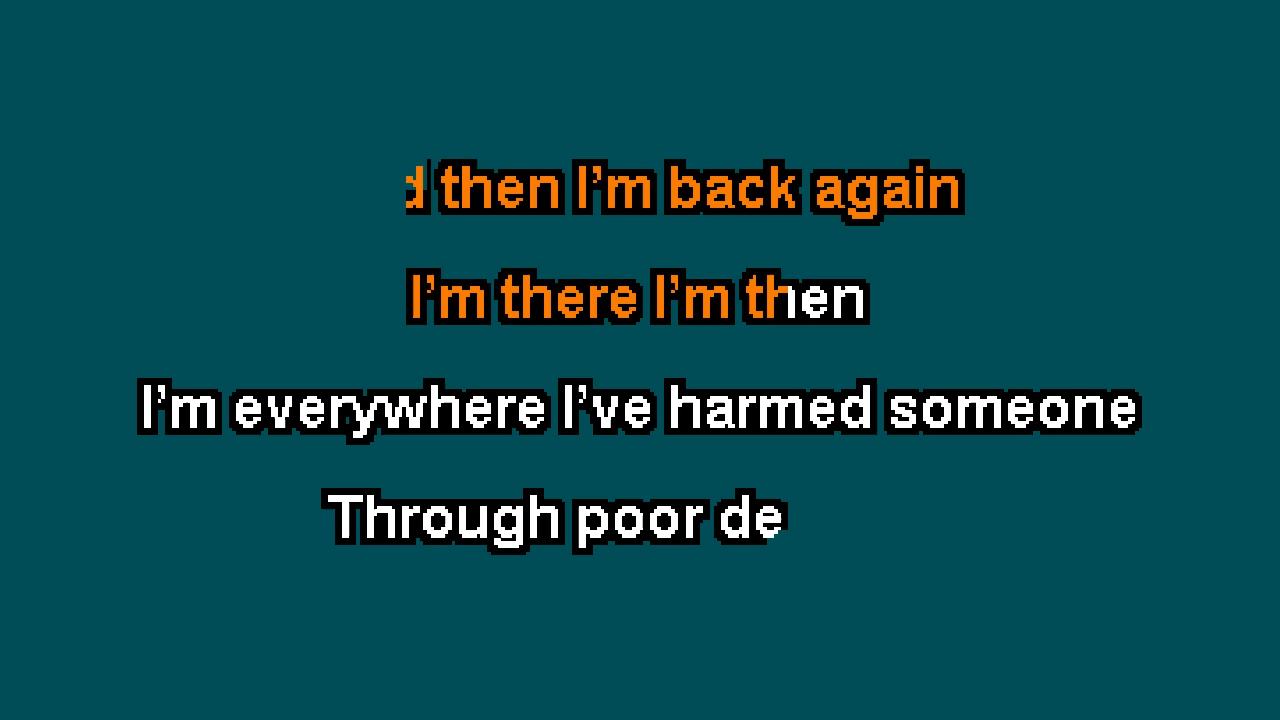 d then I'm back again
I'm there I'm then
I'm everywhere I've harmed someone
Through poor de